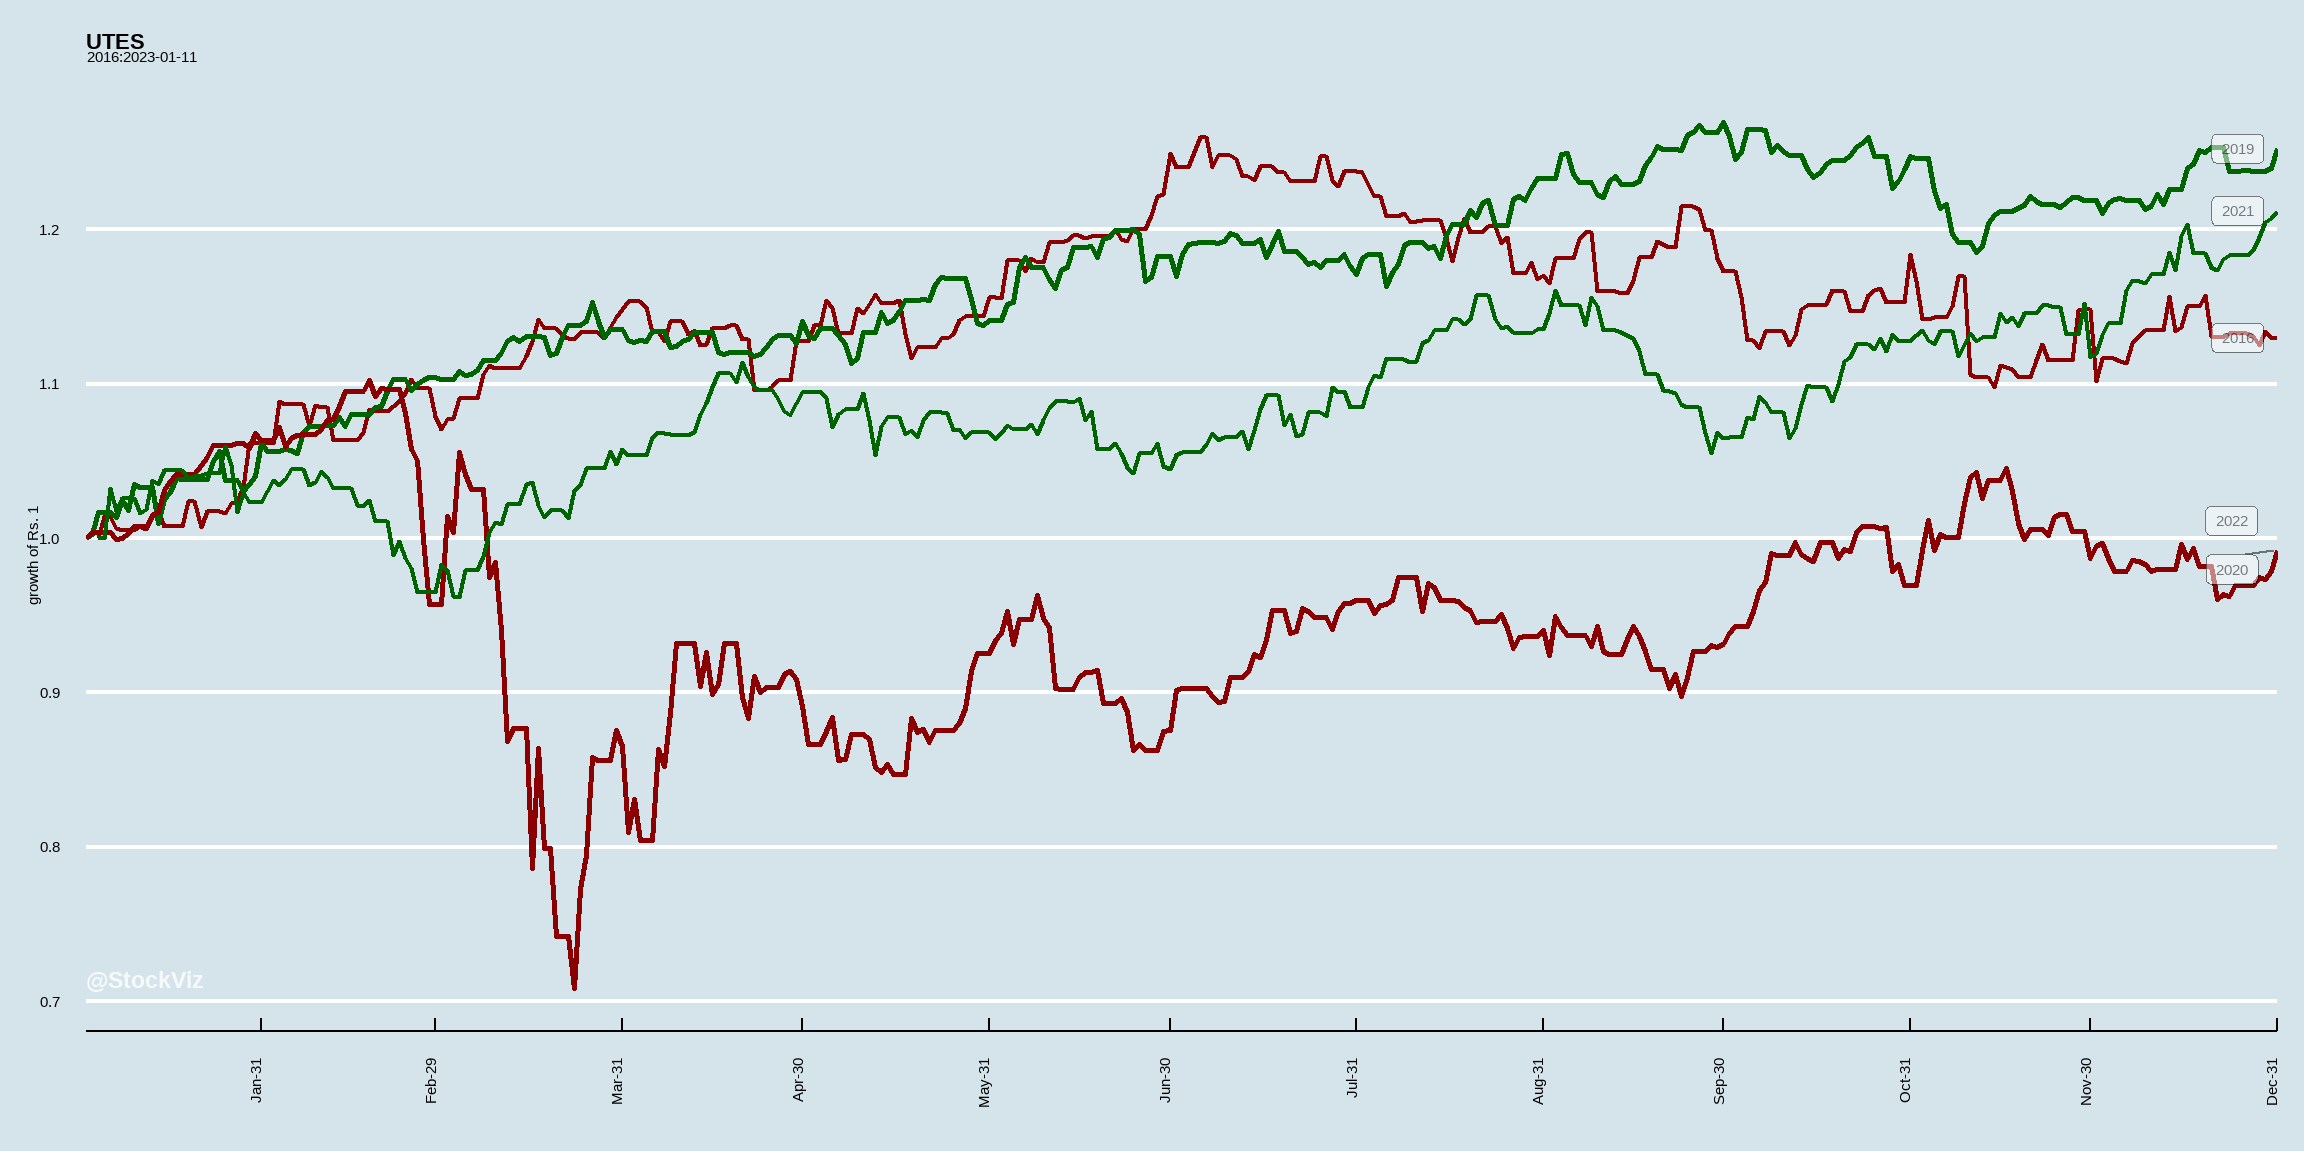 UTES
2016:2023-01-11
growth of Rs. 1
1.2
1.1
1.0
0.9
0.8
0.7
2019
2021
2016
2022
2020
@StockViz
Jan-31
Feb-29
Mar-31
Apr-30
May-31
Jun-30
Jul-31
Aug-31
Sep-30
Oct-31
Nov-30
Dec-31